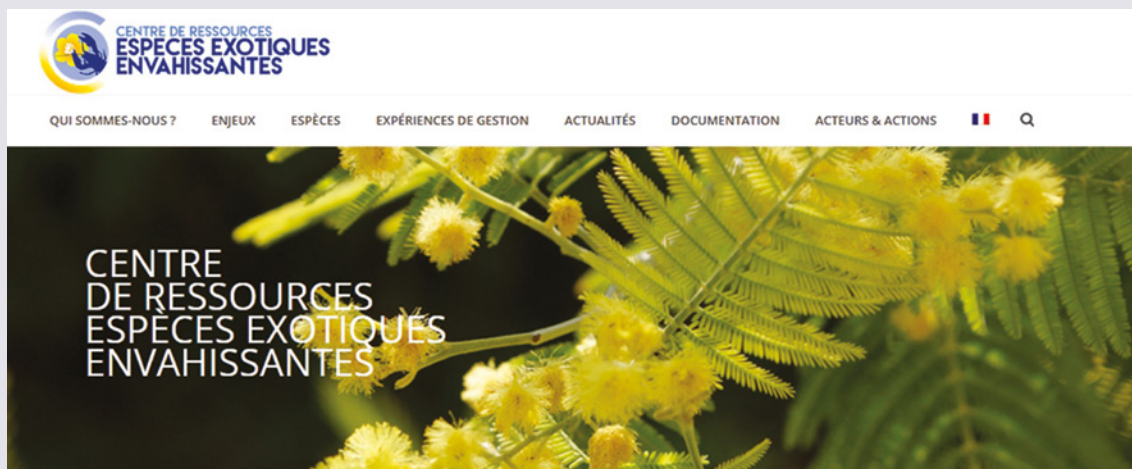 CENTRE DE RESSOURCES
ESPÈCES EXOTIQUES
ENVAHISSANTES
QUI SOMMES-NOUS ? ENJEUX ESPÈCES EXPÉRIENCES DE GESTION ACTUALITÉS DOCUMENTATION ACTEURS & ACTIONS
CENTRE
DE RESSOURCES
ESPÈCES EXOTIQUES
ENVAHISSANTES